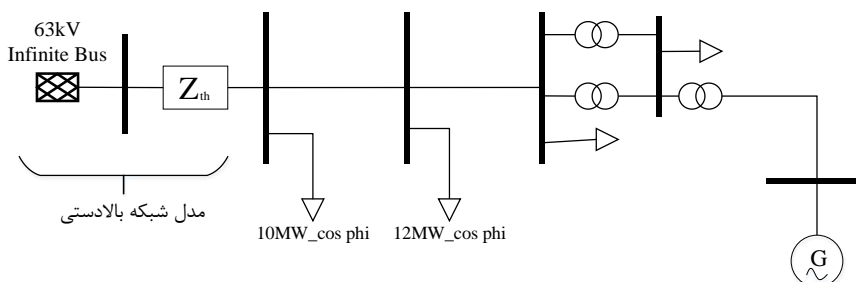 63kV
Infinite Bus
Zth
مدل شبکه بالادستی
10MW_cos phi
12MW_cos phi
G